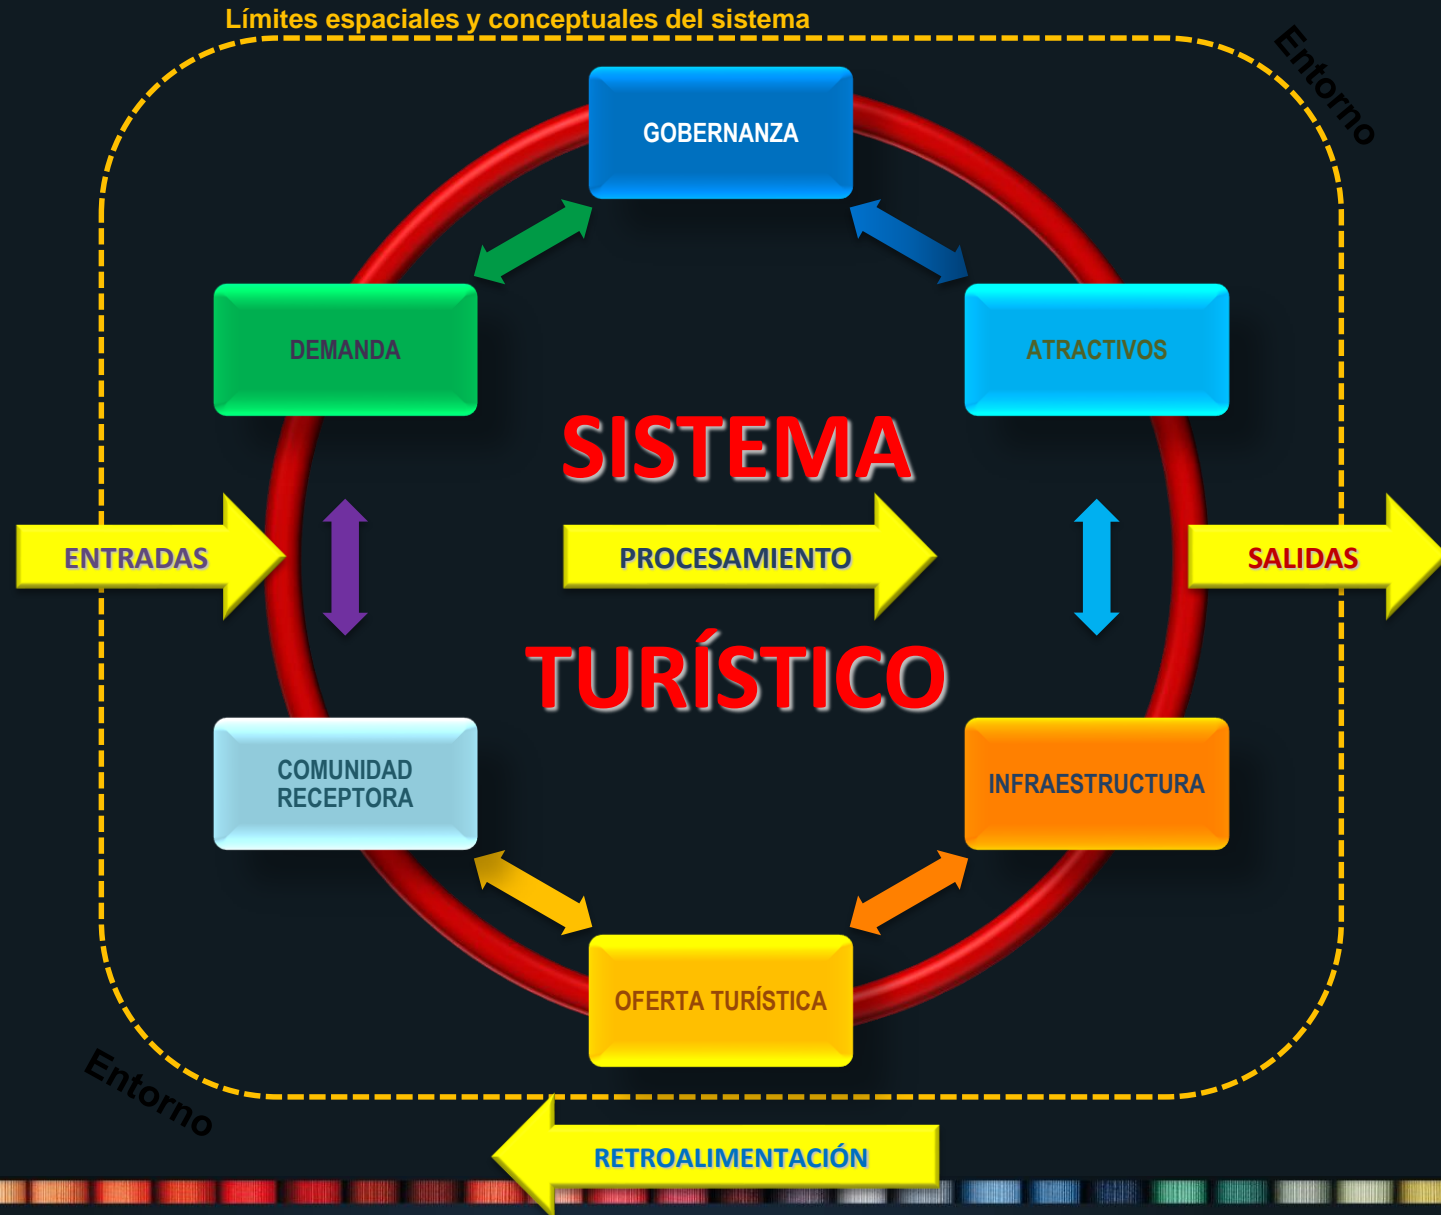 Límites espaciales y conceptuales del sistema
Entorno
GOBERNANZA
DEMANDA
ATRACTIVOS
SISTEMA
ENTRADAS
PROCESAMIENTO
SALIDAS
TURÍSTICO
COMUNIDAD
RECEPTORA
INFRAESTRUCTURA
OFERTA TURÍSTICA
Entorno
RETROALIMENTACIÓN